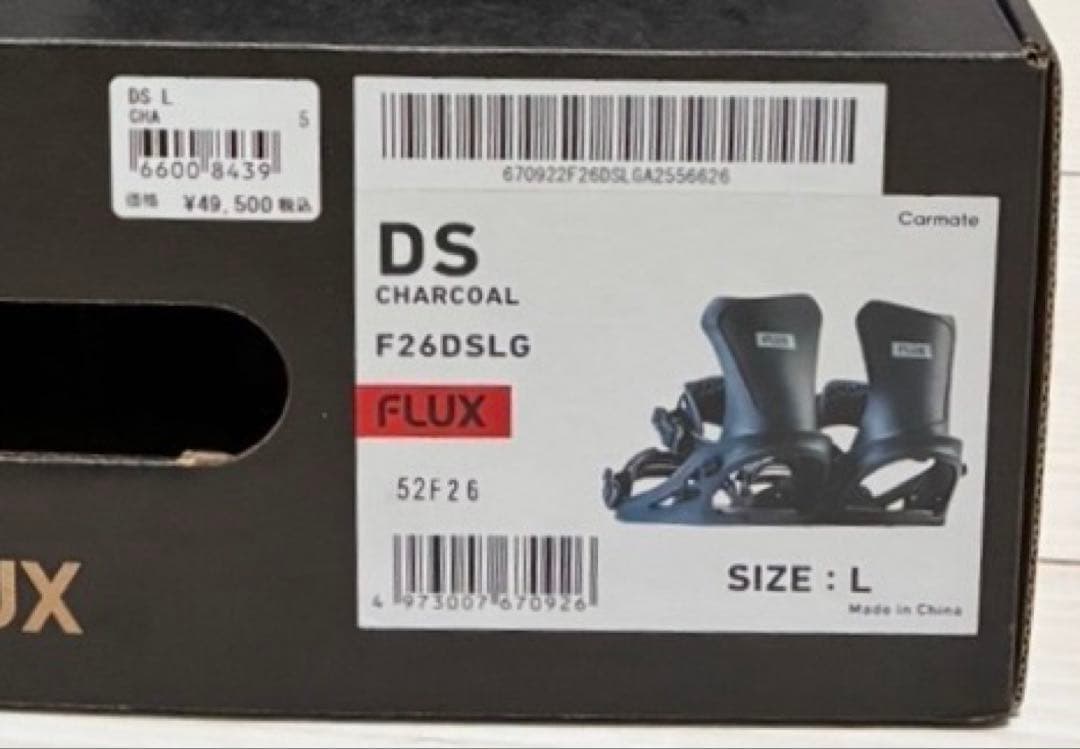 DS L
CHA 5
6600 8439
価格 ¥49,500 税込
670922F26DSLGA2556626
Carmate
DS
CHARCOAL
F26DSLG
FLUX
FLUX
FLUX
52F26
4 973007 670926
SIZE : L
Made in China
UX